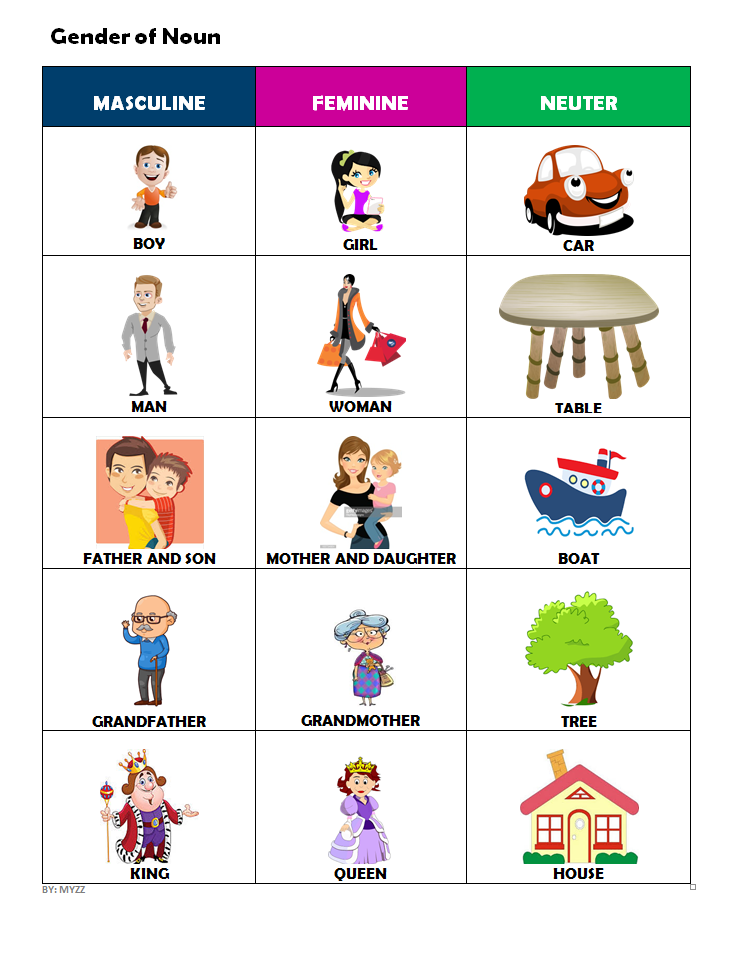 Gender of Noun
MASCULINE FEMININE NEUTER
BOY GIRL CAR
MAN WOMAN TABLE
FATHER AND SON MOTHER AND DAUGHTER BOAT
GRANDFATHER GRANDMOTHER TREE
KING QUEEN HOUSE
BY: MYZZ